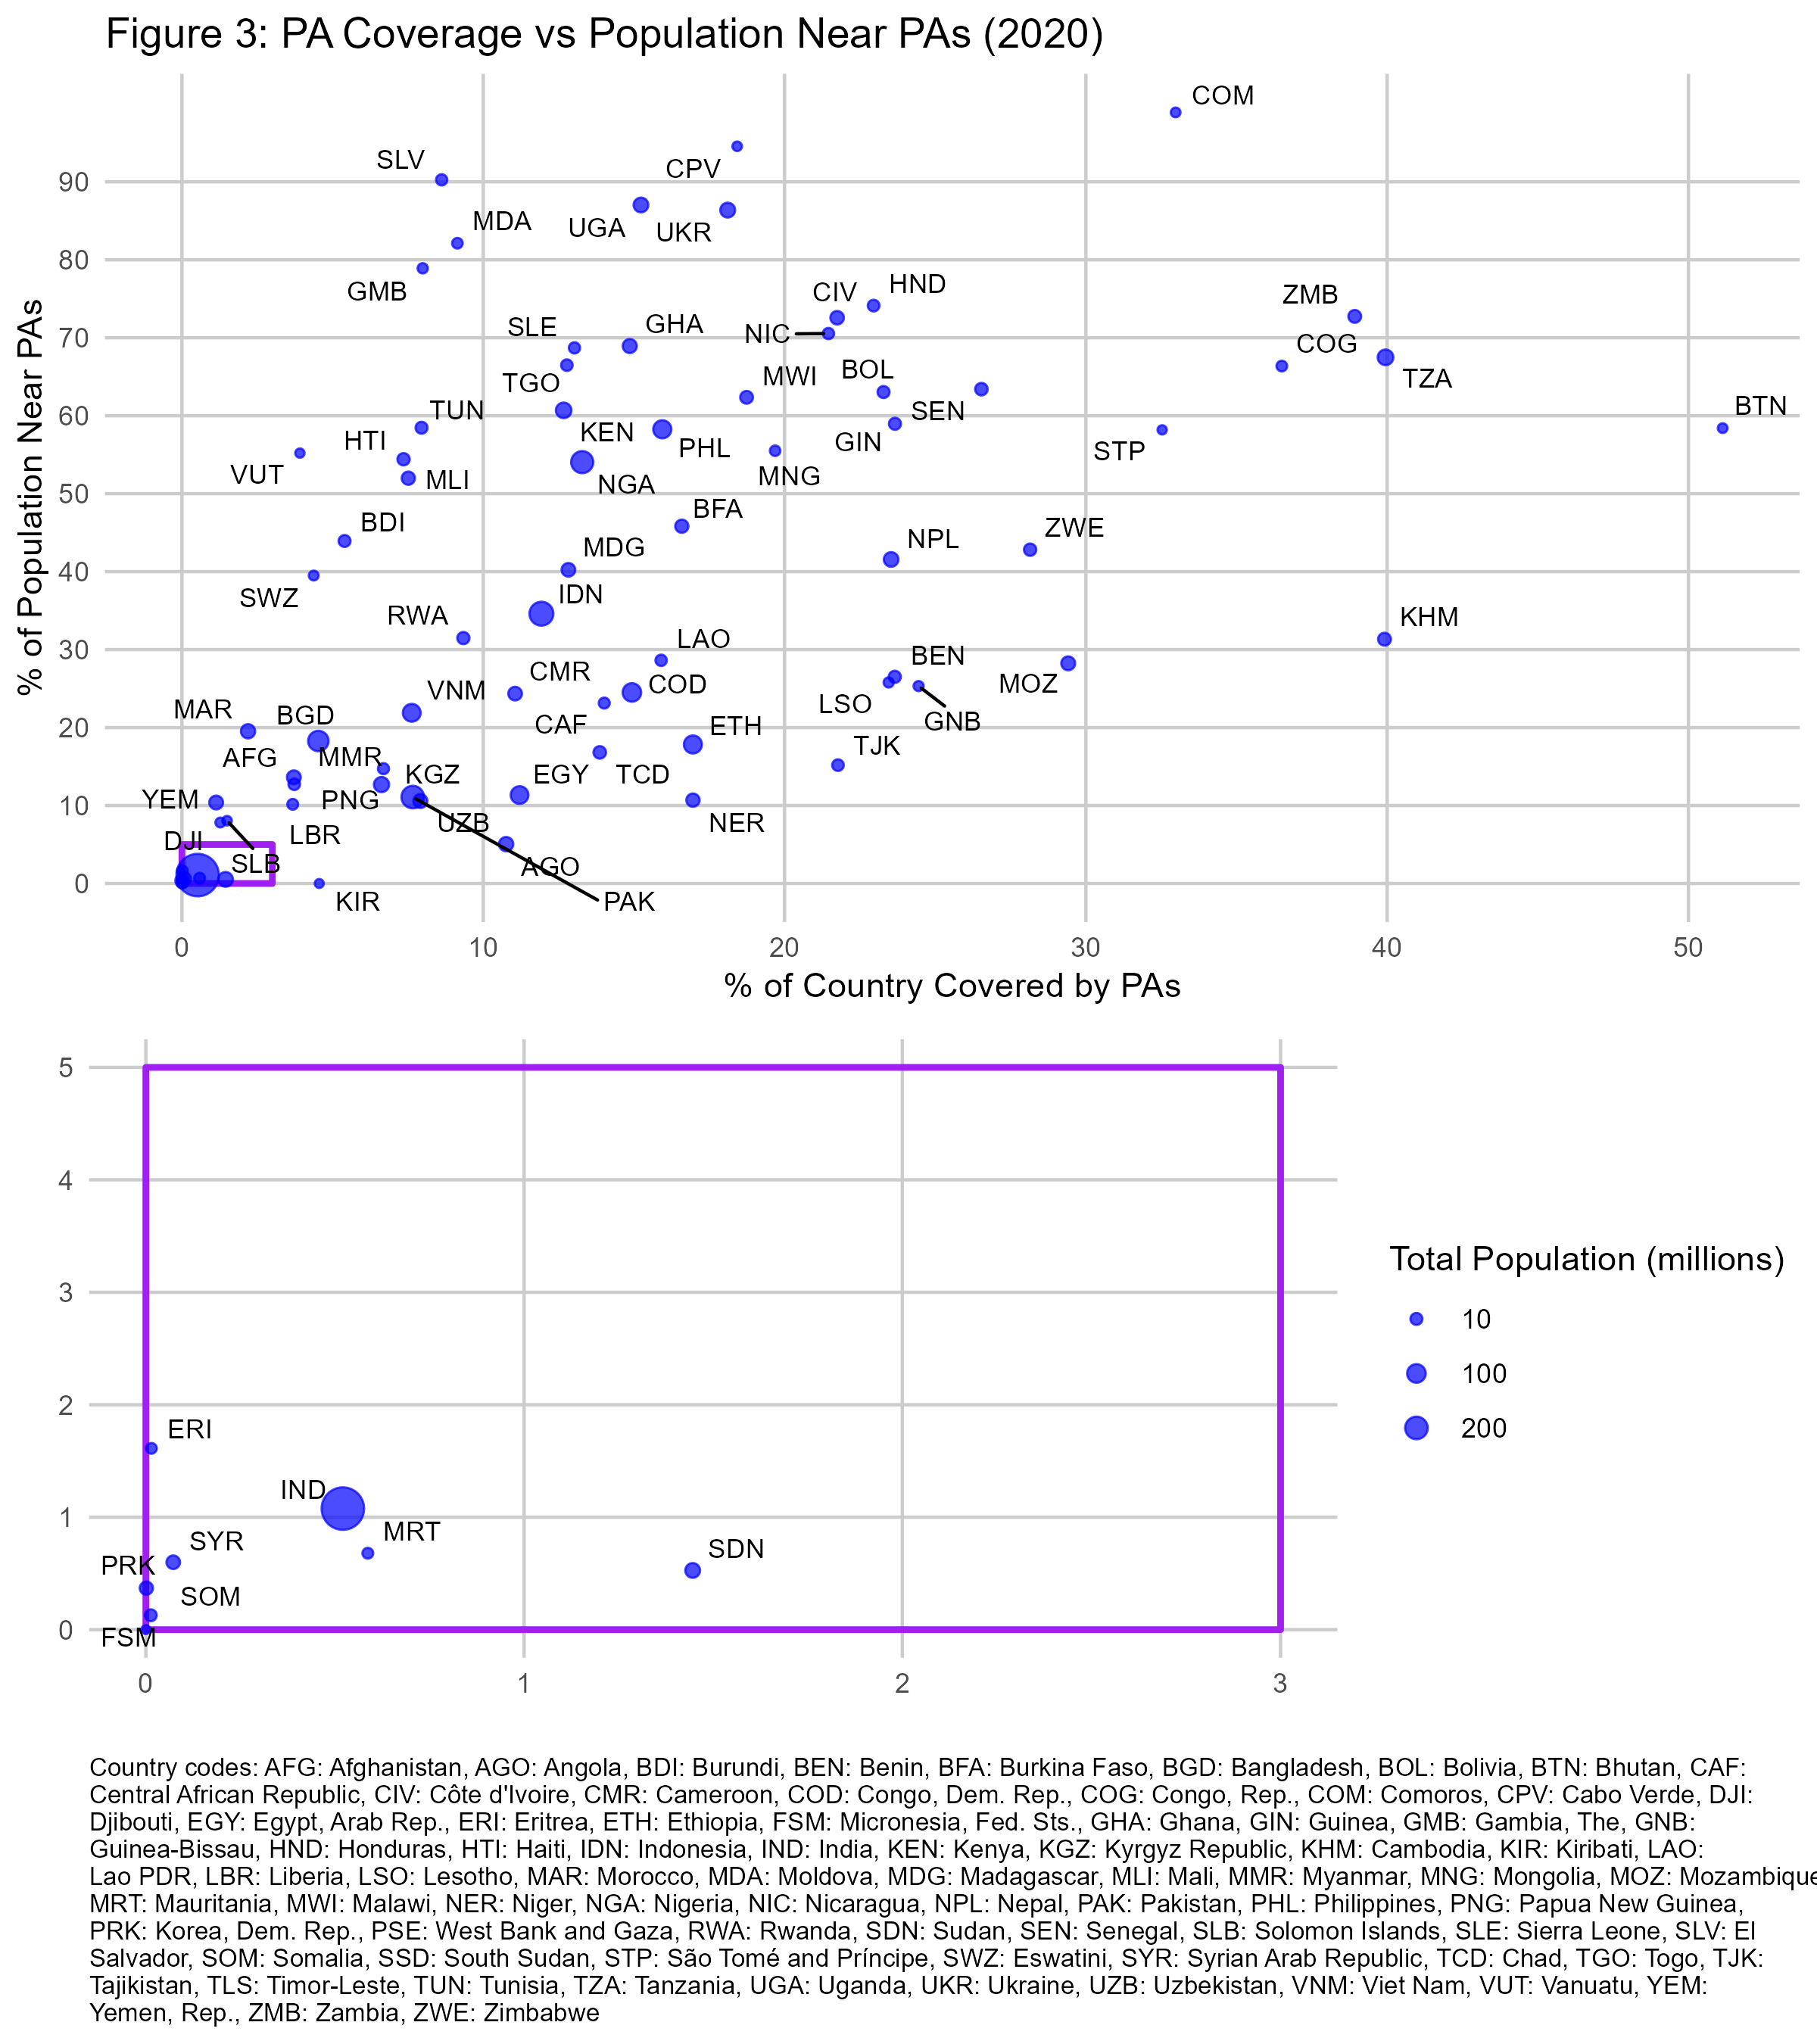 Figure 3: PA Coverage vs Population Near PAs (2020)
COM
SLV
CPV
90
MDA
UGA
UKR
80
GMB
HND
CIV
ZMB
SLE
GHA
NIC
70
COG
BOL
MWI
TGO
TZA
BTN
TUN
SEN
60
KEN
HTI
GIN
PHL
STP
VUT
MLI
MNG
NGA
50
BFA
BDI
ZWE
NPL
MDG
40
IDN
SWZ
RWA
KHM
LAO
30
BEN
CMR
COD
MOZ
VNM
LSO
MAR
BGD
CAF
GNB
ETH
20
TJK
AFG
MMR
KGZ
EGY
TCD
YEM
PNG
10
UZB
NER
DJI
LBR
SLB
AGO
0
KIR
PAK
% of Population Near PAs
0 10 20 30 40 50
% of Country Covered by PAs
5
4
3
2
ERI
IND
1
MRT
SYR
SDN
PRK
SOM
0
FSM
0 1 2 3
Total Population (millions)
10
100
200
Country codes: AFG: Afghanistan, AGO: Angola, BDI: Burundi, BEN: Benin, BFA: Burkina Faso, BGD: Bangladesh, BOL: Bolivia, BTN: Bhutan, CAF:
Central African Republic, CIV: Côte d'Ivoire, CMR: Cameroon, COD: Congo, Dem. Rep., COG: Congo, Rep., COM: Comoros, CPV: Cabo Verde, DJI:
Djibouti, EGY: Egypt, Arab Rep., ERI: Eritrea, ETH: Ethiopia, FSM: Micronesia, Fed. Sts., GHA: Ghana, GIN: Guinea, GMB: Gambia, The, GNB:
Guinea-Bissau, HND: Honduras, HTI: Haiti, IDN: Indonesia, IND: India, KEN: Kenya, KGZ: Kyrgyz Republic, KHM: Cambodia, KIR: Kiribati, LAO:
Lao PDR, LBR: Liberia, LSO: Lesotho, MAR: Morocco, MDA: Moldova, MDG: Madagascar, MLI: Mali, MMR: Myanmar, MNG: Mongolia, MOZ: Mozambique
MRT: Mauritania, MWI: Malawi, NER: Niger, NGA: Nigeria, NIC: Nicaragua, NPL: Nepal, PAK: Pakistan, PHL: Philippines, PNG: Papua New Guinea,
PRK: Korea, Dem. Rep., PSE: West Bank and Gaza, RWA: Rwanda, SDN: Sudan, SEN: Senegal, SLB: Solomon Islands, SLE: Sierra Leone, SLV: El
Salvador, SOM: Somalia, SSD: South Sudan, STP: São Tomé and Príncipe, SWZ: Eswatini, SYR: Syrian Arab Republic, TCD: Chad, TGO: Togo, TJK:
Tajikistan, TLS: Timor-Leste, TUN: Tunisia, TZA: Tanzania, UGA: Uganda, UKR: Ukraine, UZB: Uzbekistan, VNM: Viet Nam, VUT: Vanuatu, YEM:
Yemen, Rep., ZMB: Zambia, ZWE: Zimbabwe